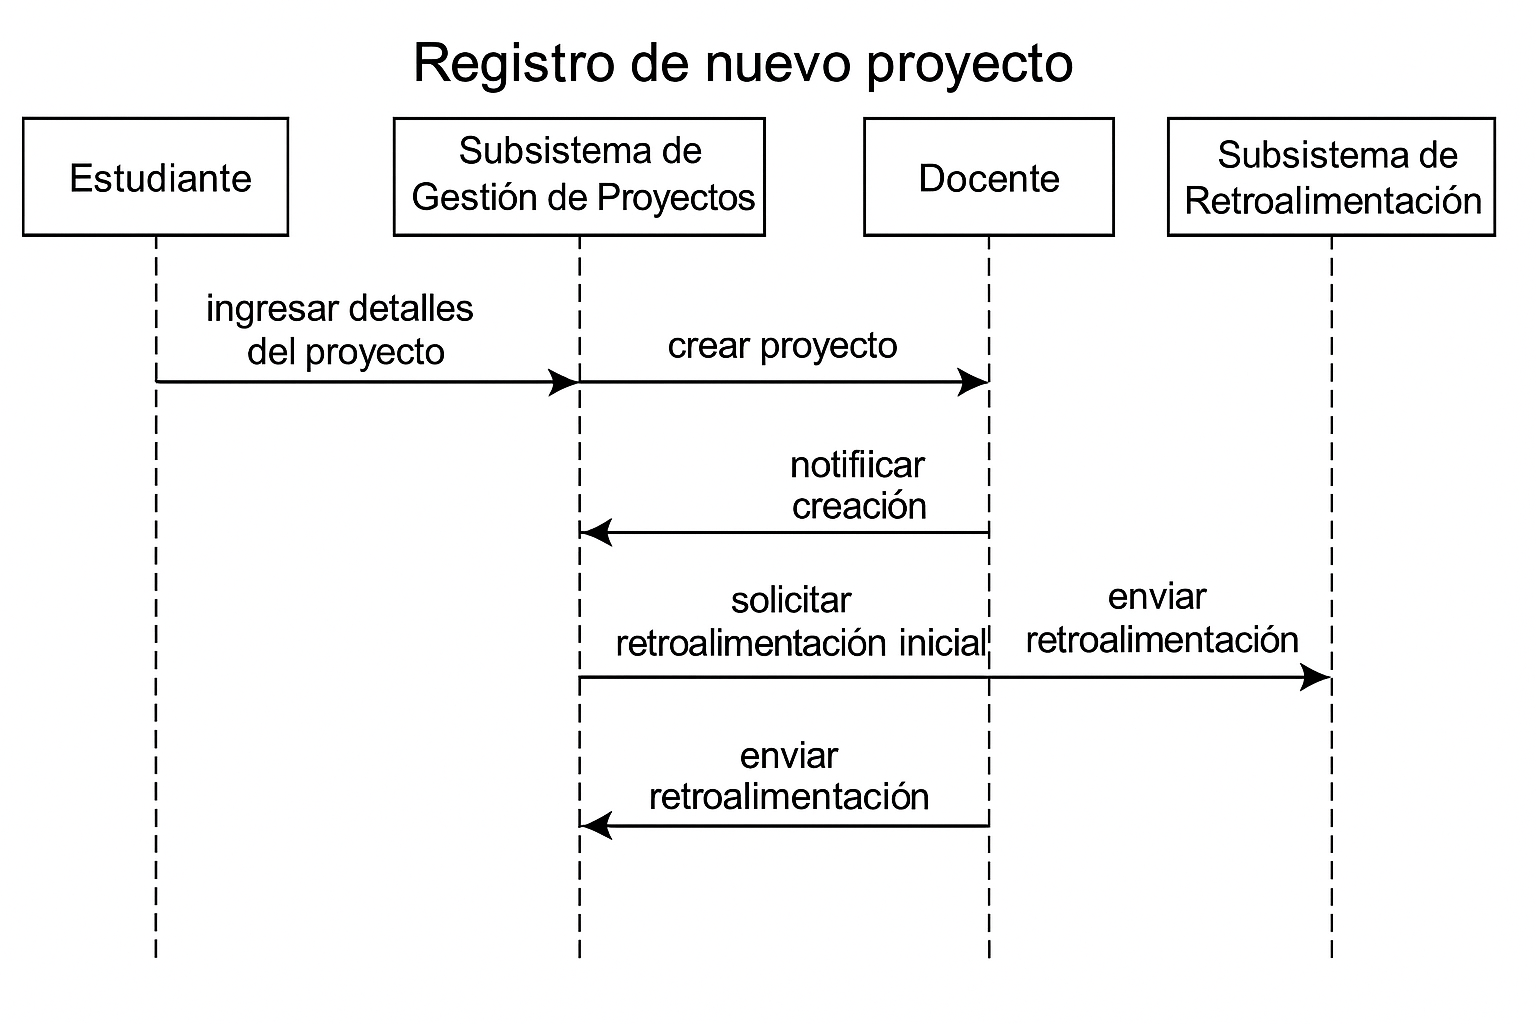 Registro de nuevo proyecto
Estudiante
Subsistema de
Gestión de Proyectos
Docente
Subsistema de
Retroalimentación
ingresar detalles
del proyecto
crear proyecto
notifiicar
creación
solicitar
retroalimentación inicial
enviar
retroalimentación
enviar
retroalimentación